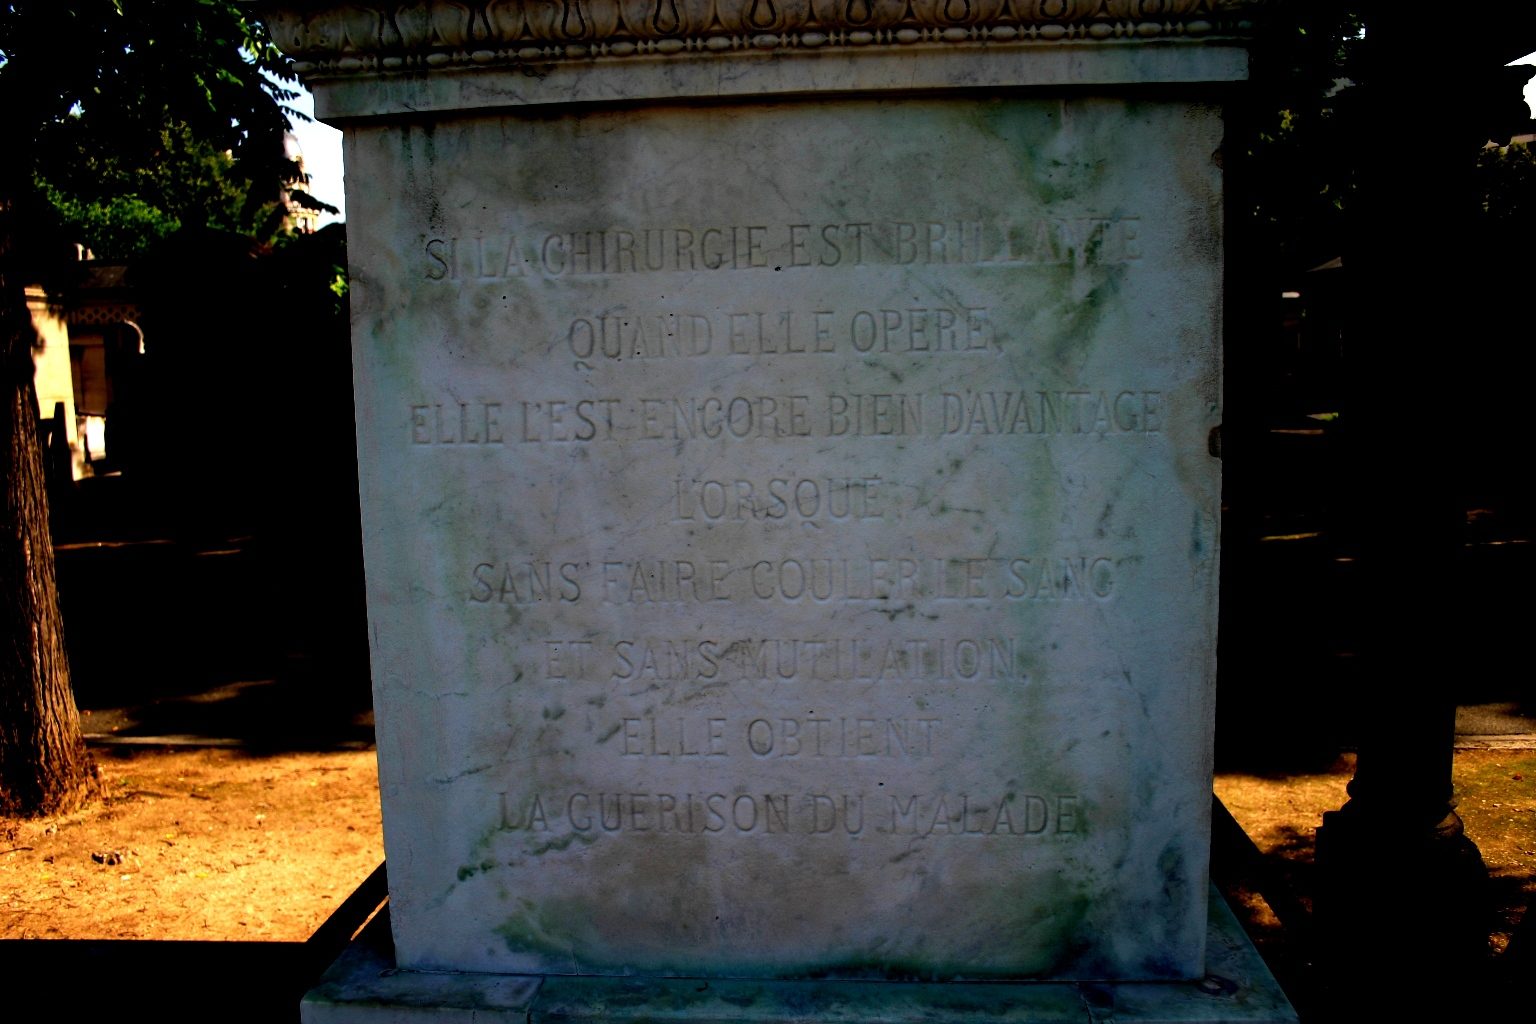 SI LA CHIRURGIE EST BRILLANTE
QUAND ELLE OPERE,
ELLE L'EST ENCORE BIEN D'AVANTAGE
LORSQUE
SANS FAIRE COULER LE SANG
ET SANS MUTILATION,
ELLE OBTIENT
LA GUERISON DU MALADE